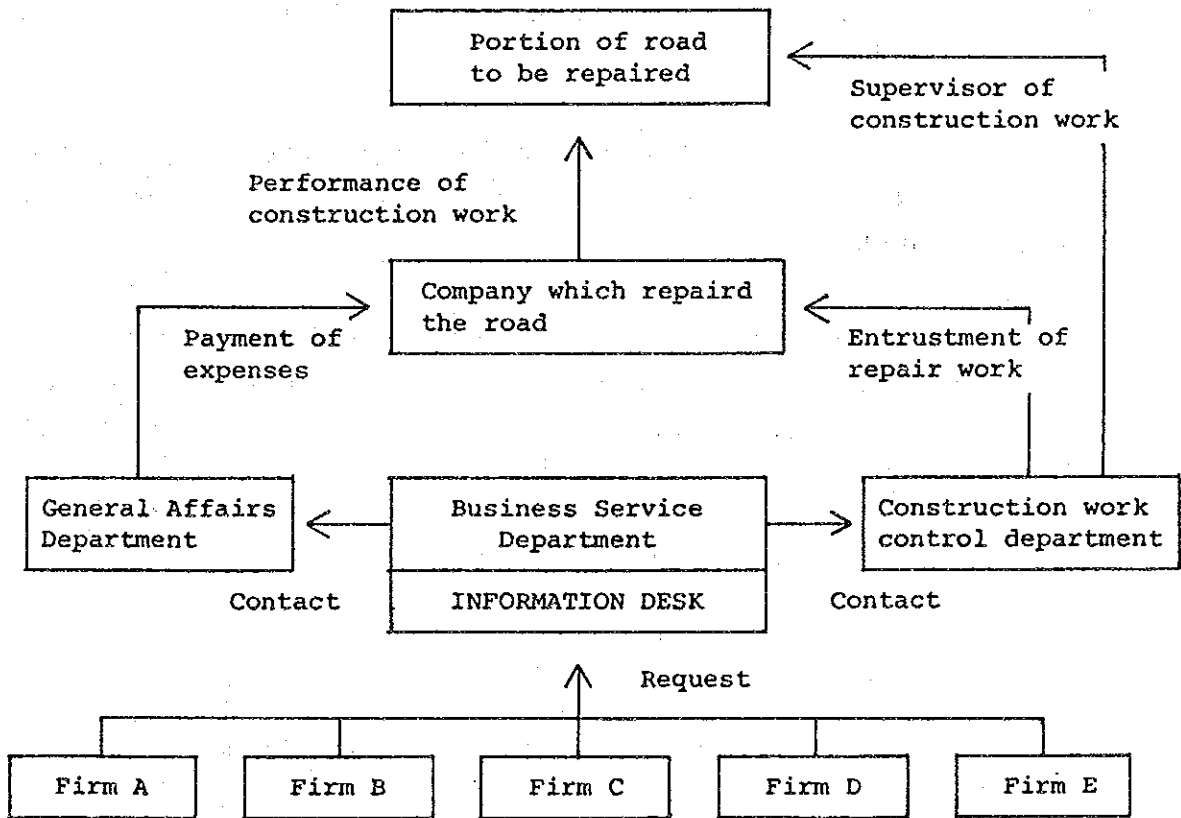 Portion of road
to be repaired
Supervisor of
construction work
Performance of
construction work
Company which repaird
the road
Payment of
expenses
Entrustment of
repair work
General Affairs
Department
Business Service
Department
Construction work
control department
Contact
INFORMATION DESK
Contact
Request
Firm A
Firm B
Firm C
Firm D
Firm E